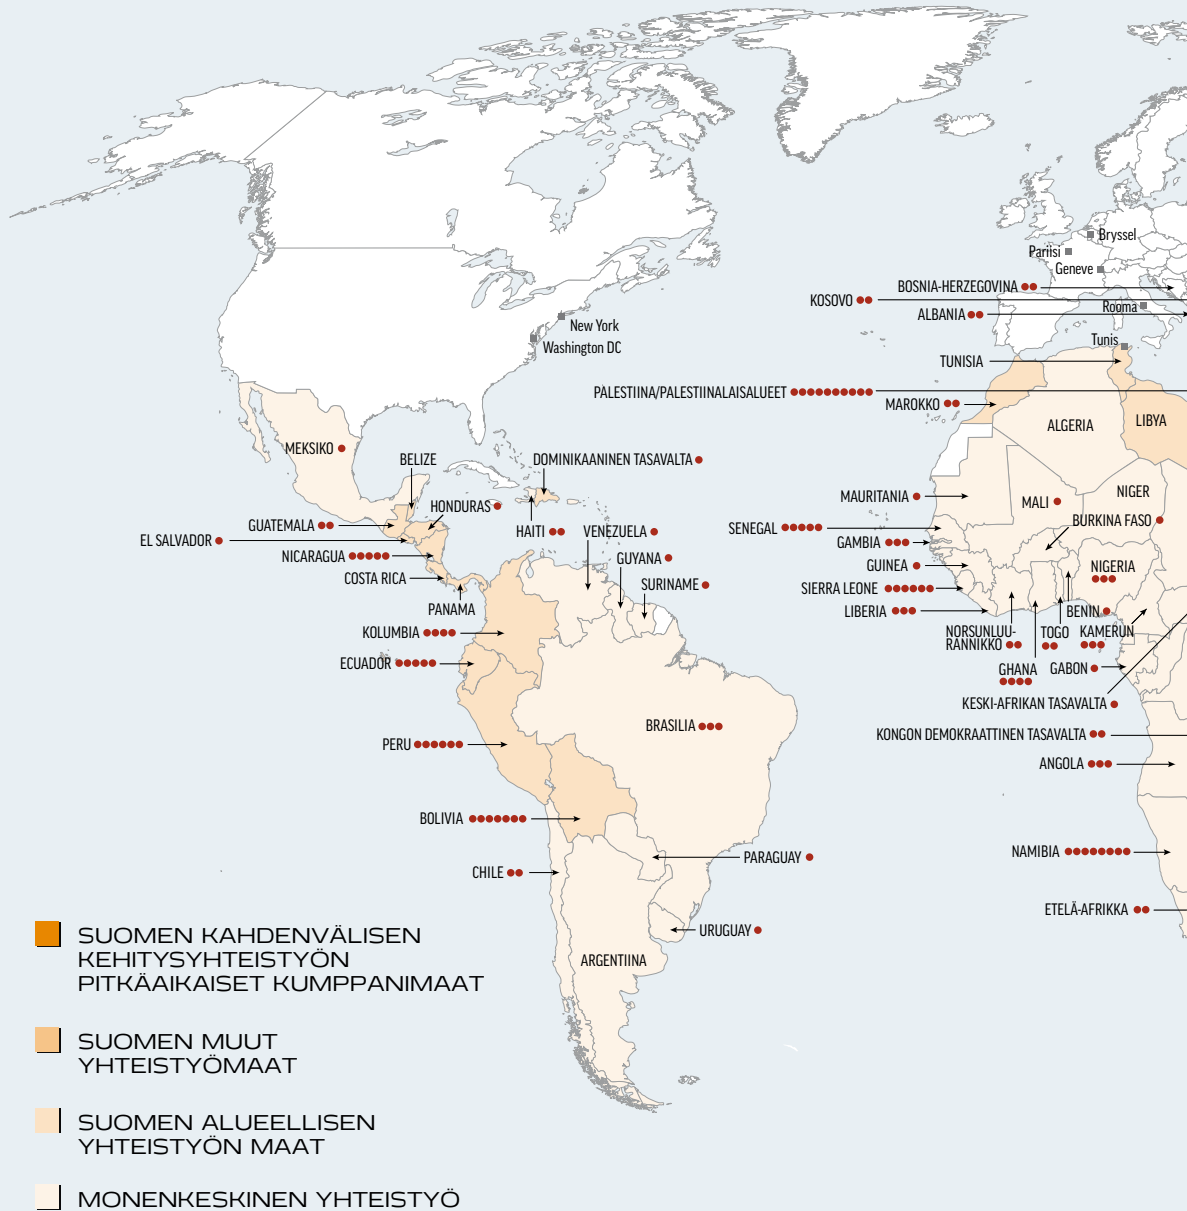 Bryssel
Pariisi
Geneve
BOSNIA-HERZEGOVINA
KOSOVO
Rooma
ALBANIA
New York
Tunis
Washington DC
TUNISIA
PALESTIINA/PALESTIINALAISALUEET
MAROKKO
LIBYA
ALGERIA
MEKSIKO
BELIZE
DOMINIKAANINEN TASAVALTA
NIGER
MAURITANIA
MALI
HONDURAS
BURKINA FASO
GUATEMALA
SENEGAL
HAITI
VENEZUELA
EL SALVADOR
GAMBIA
NICARAGUA
GUYANA
GUINEA
NIGERIA
COSTA RICA
SURINAME
SIERRA LEONE
PANAMA
LIBERIA
BENIN
KOLUMBIA
NORSUNLUU-
RANNIKKO
TOGO
KAMERUN
ECUADOR
GHANA
GABON
KESKI-AFRIKAN TASAVALTA
BRASILIA
KONGON DEMOKRAATTINEN TASAVALTA
PERU
ANGOLA
BOLIVIA
NAMIBIA
PARAGUAY
CHILE
ETELÄ-AFRIKKA
URUGUAY
ARGENTIINA
SUOMEN KAHDENVÄLISEN
KEHITYSYHTEISTYÖN
PITKÄAIKAISET KUMPPANIMAAT
SUOMEN MUUT
YHTEISTYÖMAAT
SUOMEN ALUEELLISEN
YHTEISTYÖN MAAT
MONENKESKINEN YHTEISTYÖ